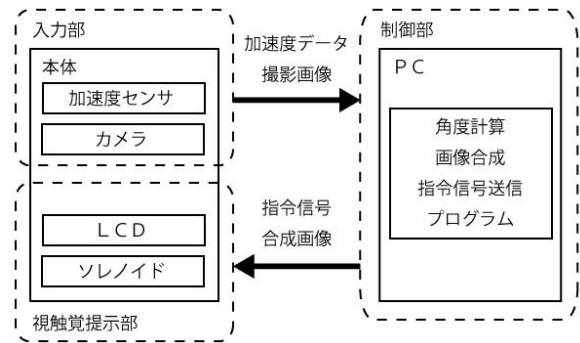 入力部
本体
加速度センサ
カメラ
ＬＣＤ
ソレノイド
視触覚提示部
加速度データ
撮影画像
指令信号
合成画像
制御部
ＰＣ
角度計算
画像合成
指令信号送信
プログラム